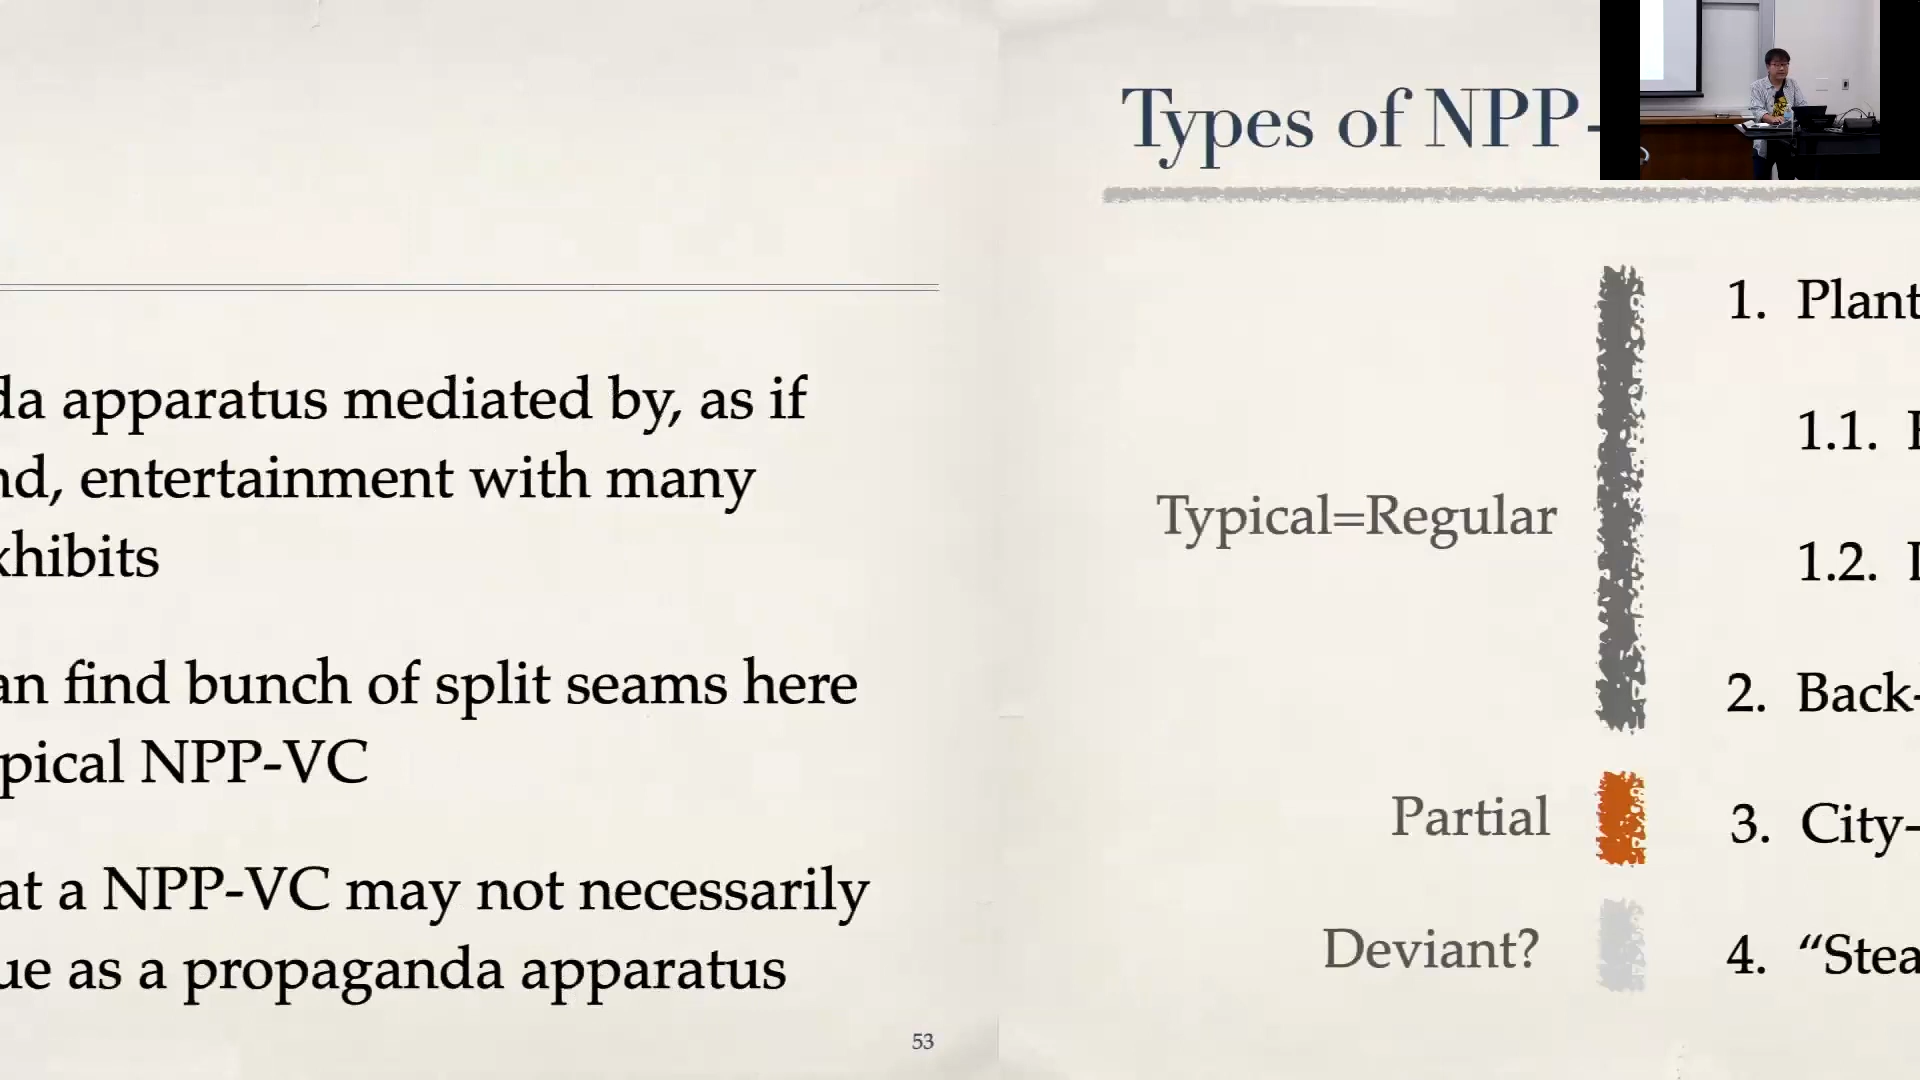 da apparatus mediated by, as if
nd, entertainment with many
xhibits
an find bunch of split seams here
pical NPP-VC
at a NPP-VC may not necessarily
ue as a propaganda apparatus
53
Types of NPP-
Typical=Regular
Partial
Deviant?
1. Plant
1.1.
1.2.
2. Back-
3. City-
4. “Stea